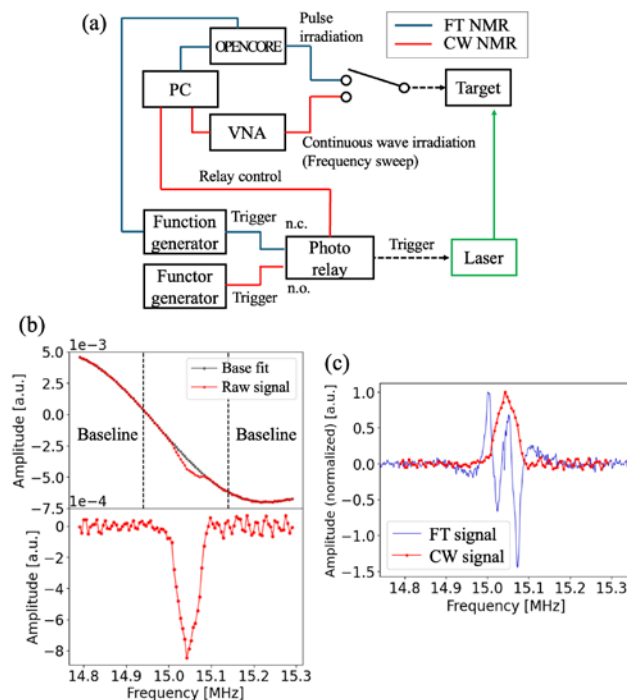 (a)
Pulse
irradiation
FT NMR
CW NMR
OPENCORE
PC
VNA
Target
Continuous wave irradiation
(Frequency sweep)
Relay control
Function
generator
Trigger
n.c.
Photo
relay
Trigger
Laser
Functor
generator
Trigger
n.o.
(b)
1e−3
5.0
2.5
0.0
−2.5
−5.0
−7.5
Amplitude [a.u.]
Base fit
Raw signal
Baseline
Baseline
1e−4
0
−2
−4
−6
−8
Amplitude [a.u.]
14.8 14.9 15.0 15.1 15.2 15.3
Frequency [MHz]
(c)
1.0
0.5
0.0
−0.5
−1.0
−1.5
Amplitude (normalized) [a.u.]
FT signal
CW signal
14.8 14.9 15.0 15.1 15.2 15.3
Frequency [MHz]